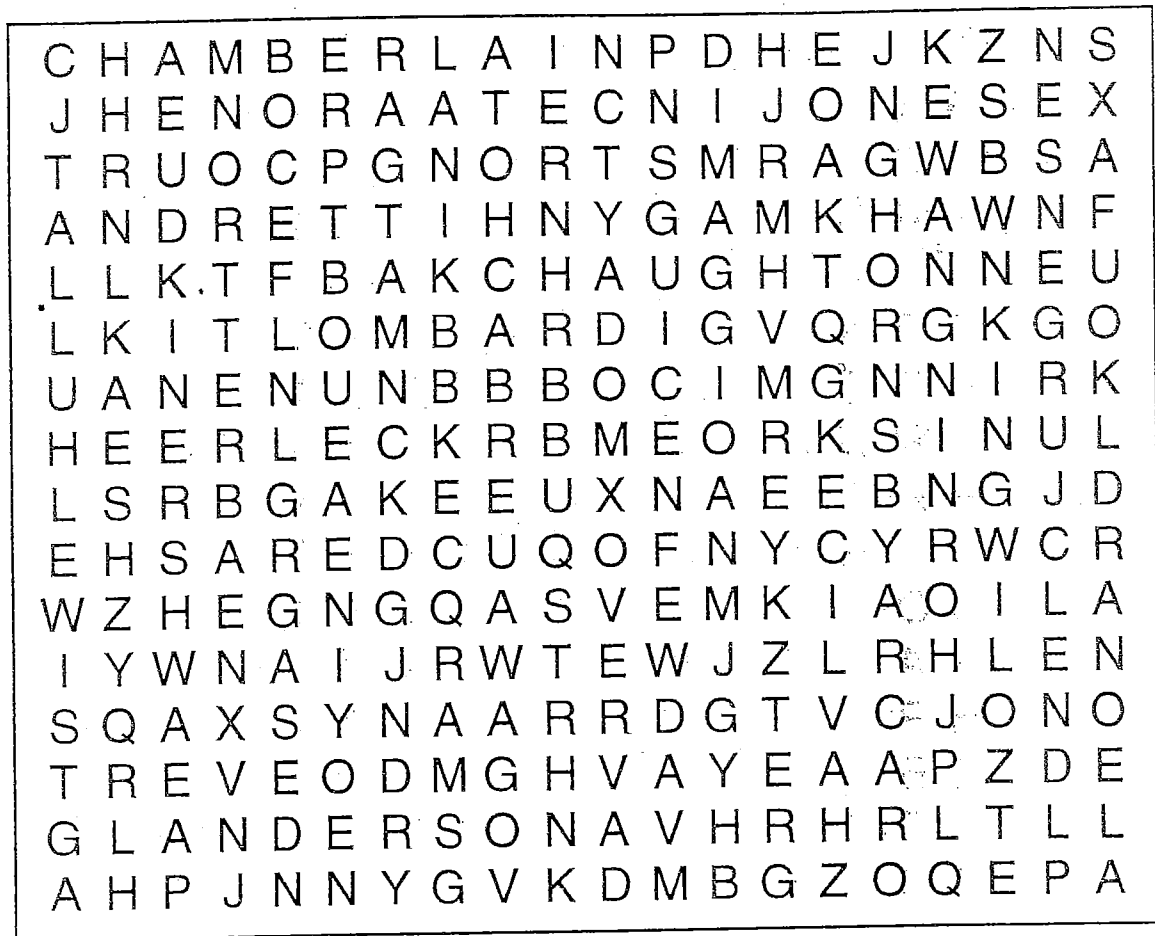 C H A M B E R L A I N P D H E J K Z N S
J H E N O R A A T E C N I J O N E S E X
T R U O C P G N O R T S M R A G W B S A
A N D R E T T I H N Y G A M K H A W N F
L L K T F B A K C H A U G H T O N N E U
L K I T L O M B A R D I G V Q R G K G O
U A N E N U N B B B O C I M G N N I R K
H E E R L E C K R B M E O R K S I N U L
L S R B G A K E E U X N A E E B N G J D
E H S A R E D C U Q O F N Y C Y R W C R
W Z H E G N G Q A S V E M K I A O I L A
I Y W N A I J R W T E W J Z L R H L E N
S Q A X S Y N A A R R D G T V C J O N O
T R E V E O D M G H V A Y E A A P Z D E
G L A N D E R S O N A V H R H R L T L L
A H P J N N Y G V K D M B G Z O Q E P A